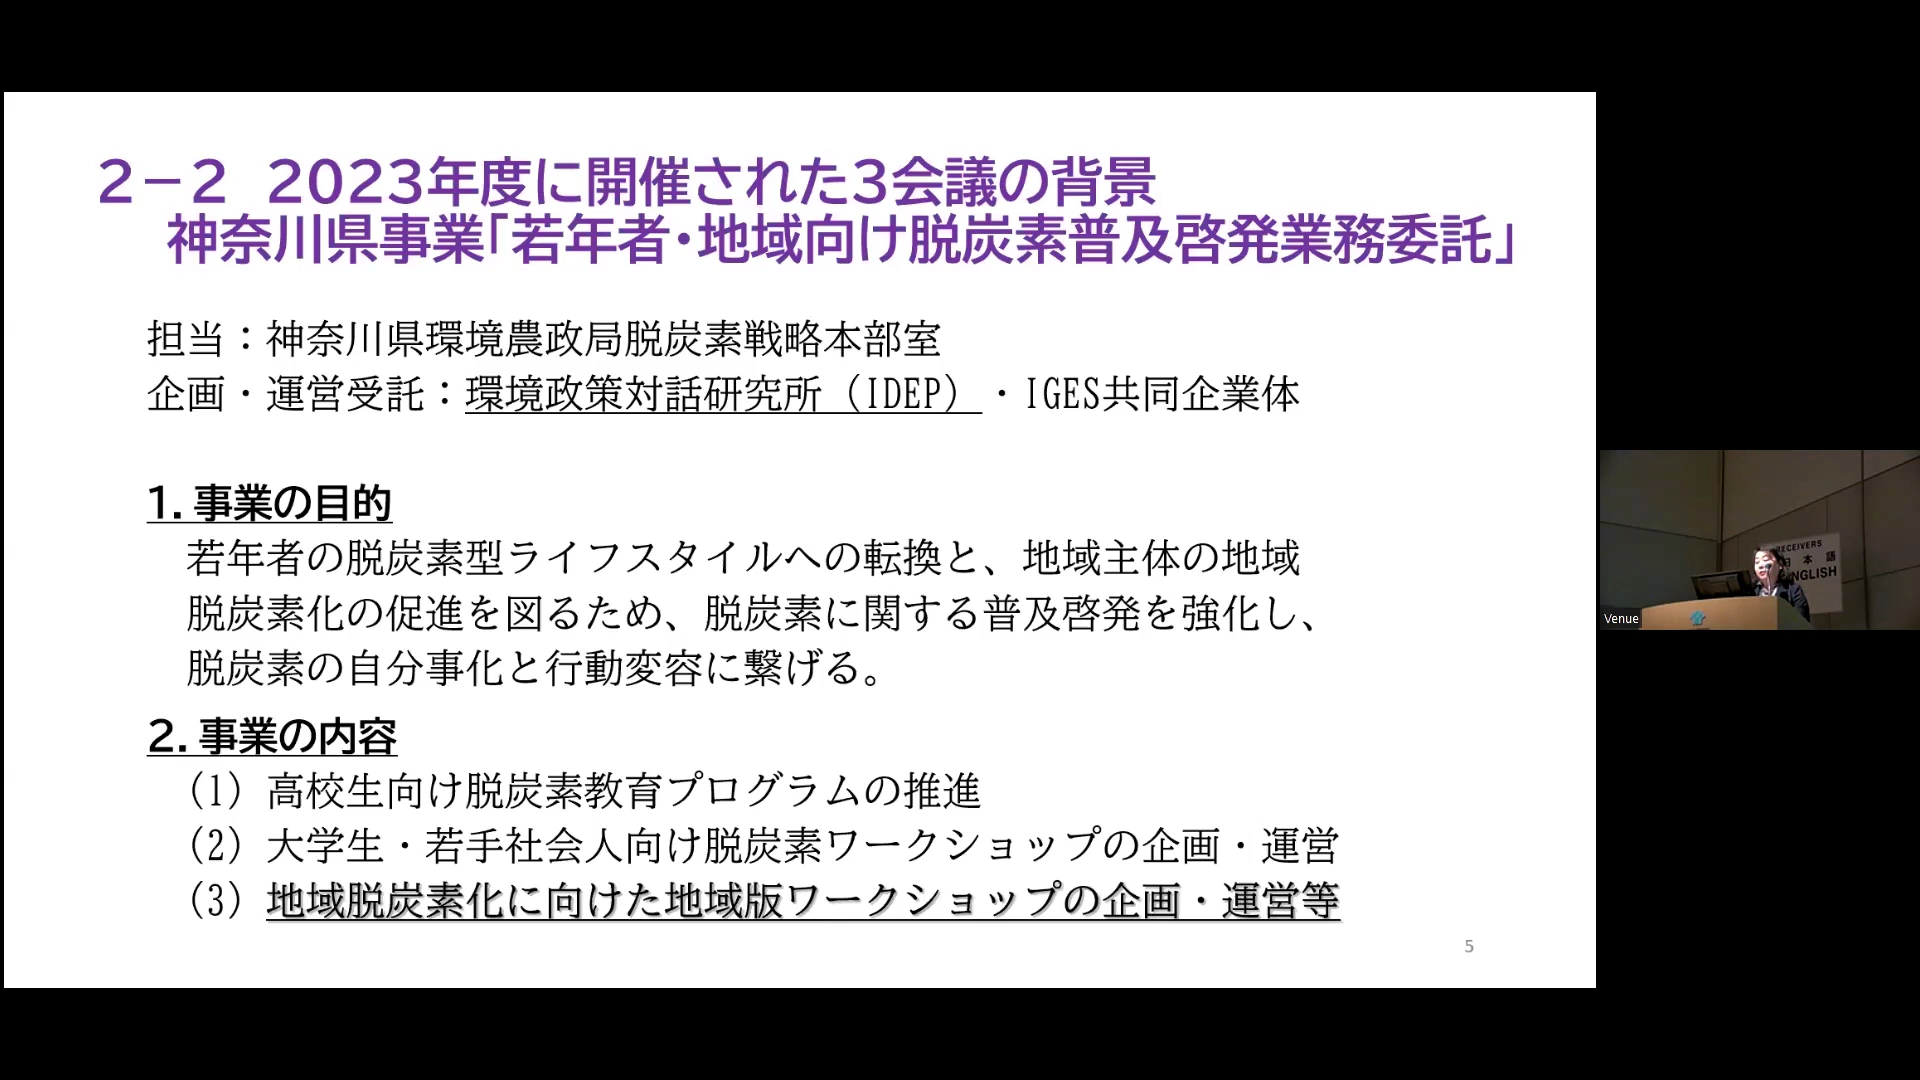 2－2　2023年度に開催された3会議の背景
神奈川県事業「若年者・地域向け脱炭素普及啓発業務委託」
担当：神奈川県環境農政局脱炭素戦略本部室
企画・運営受託：環境政策対話研究所（IDEP）・IGES共同企業体
1. 事業の目的
若年者の脱炭素型ライフスタイルへの転換と、地域主体の地域
脱炭素化の促進を図るため、脱炭素に関する普及啓発を強化し、
脱炭素の自分事化と行動変容に繋げる。
2. 事業の内容
（1）高校生向け脱炭素教育プログラムの推進
（2）大学生・若手社会人向け脱炭素ワークショップの企画・運営
（3）地域脱炭素化に向けた地域版ワークショップの企画・運営等
5
RECEIVERS
日本語
NGLISH
Venue